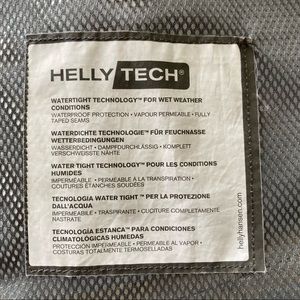 HELLY TECH®
WATERTIGHT TECHNOLOGY™ FOR WET WEATHER
CONDITIONS
WATERPROOF PROTECTION • VAPOUR PERMEABLE • FULLY
TAPED SEAMS
WATERDICHTE TECHNOLOGIE™ FÜR FEUCHNASSE
WETTERBEDINGUNGEN
WASSERDICHT • DAMPFDURCHLÄSSIG • KOMPLETT
VERSCHWEISSTE NÄHTE
WATER TIGHT TECHNOLOGY™ POUR LES CONDITIONS
HUMIDES
IMPERMÉABLE • PERMÉABLE A LA TRANSPIRATION •
COUTURES ÉTANCHES SOUDÉES
TECNOLOGIA WATER TIGHT™ PER LA PROTEZIONE
DALL'ACQUA
IMPERMEABILE • TRASPIRANTE • CUCITURE COMPLETAMENTE
NASTRATE
TECNOLOGÍA ESTANCA™ PARA CONDICIONES
CLIMATOLÓGICAS HÚMEDAS
PROTECCIÓN IMPERMEABLE • PERMEABLE AL VAPOR •
COSTURAS TOTALMENTE TERMOSELLADAS
hellyhansen.com